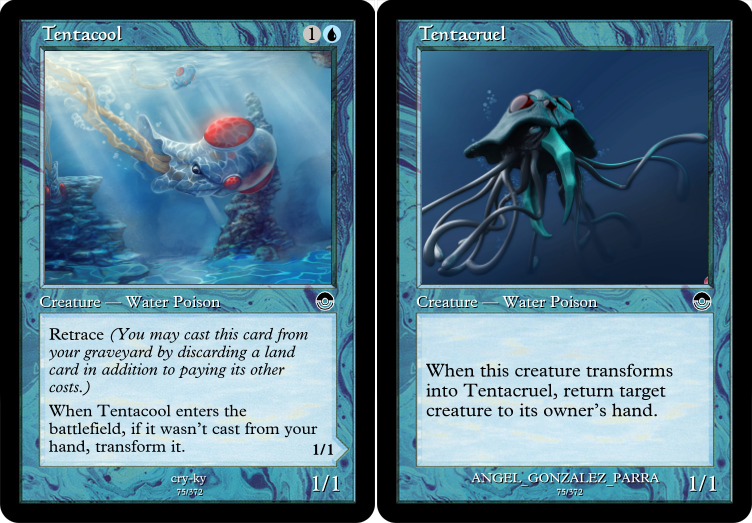 Tentacool 1
Creature — Water Poison
Retrace (You may cast this card from
your graveyard by discarding a land
card in addition to paying its other
costs.)
When Tentacool enters the
battlefield, if it wasn't cast from your
hand, transform it.
1/1
cry-ky
75/372
1/1
Tentacruel
Creature — Water Poison
When this creature transforms
into Tentacruel, return target
creature to its owner's hand.
ANGEL_GONZALEZ_PARRA
75/372
1/1